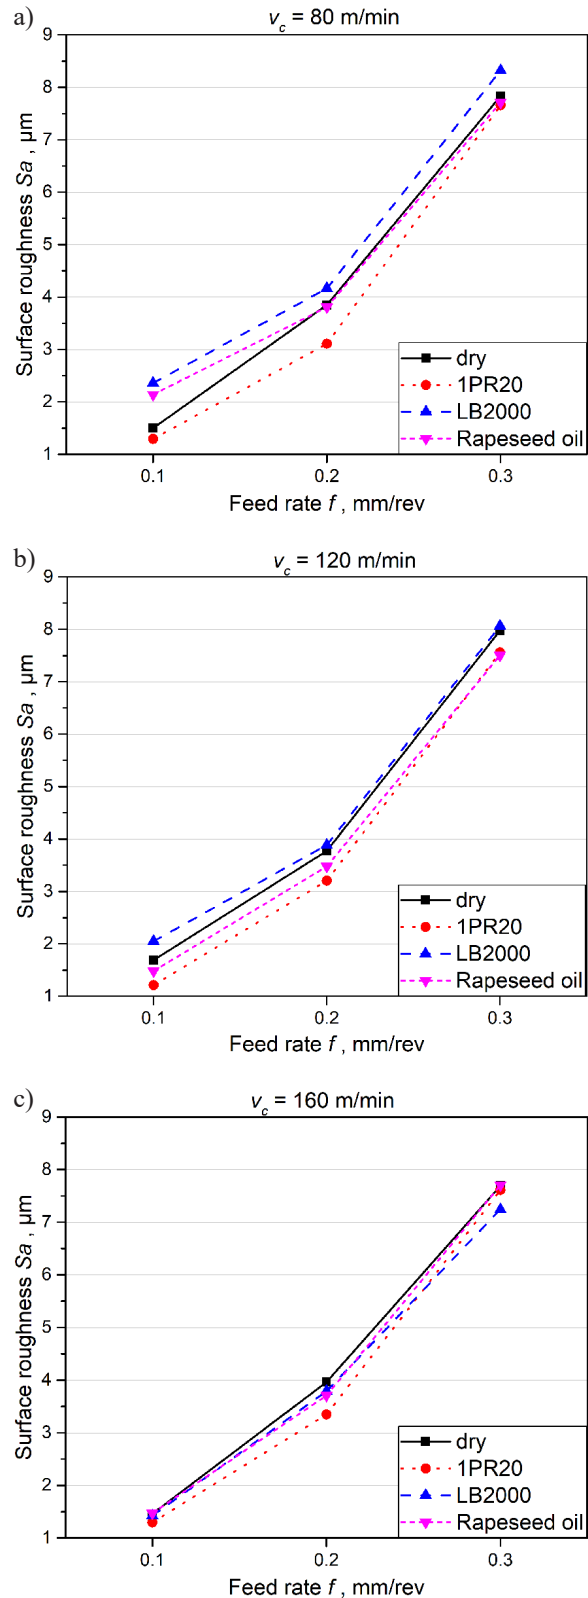 a)
v_c = 80 m/min
9
8
7
6
5
4
3
2
1
Surface roughness Sa , µm
dry
1PR20
LB2000
Rapeseed oil
0.1 0.2 0.3
Feed rate f , mm/rev
b)
v_c = 120 m/min
9
8
7
6
5
4
3
2
1
Surface roughness Sa , µm
dry
1PR20
LB2000
Rapeseed oil
0.1 0.2 0.3
Feed rate f , mm/rev
c)
v_c = 160 m/min
9
8
7
6
5
4
3
2
1
Surface roughness Sa , µm
dry
1PR20
LB2000
Rapeseed oil
0.1 0.2 0.3
Feed rate f , mm/rev